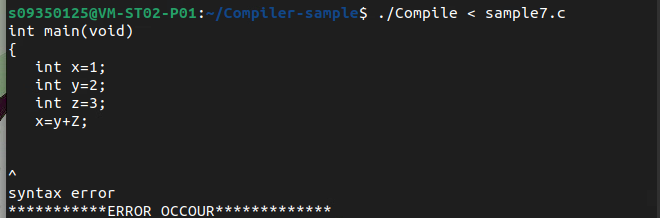 s09350125@VM-ST02-P01:~/Compiler-sample$ ./Compile < sample7.c
int main(void)
{
   int x=1;
   int y=2;
   int z=3;
   x=y+Z;
^
syntax error
***********ERROR OCCOUR*************